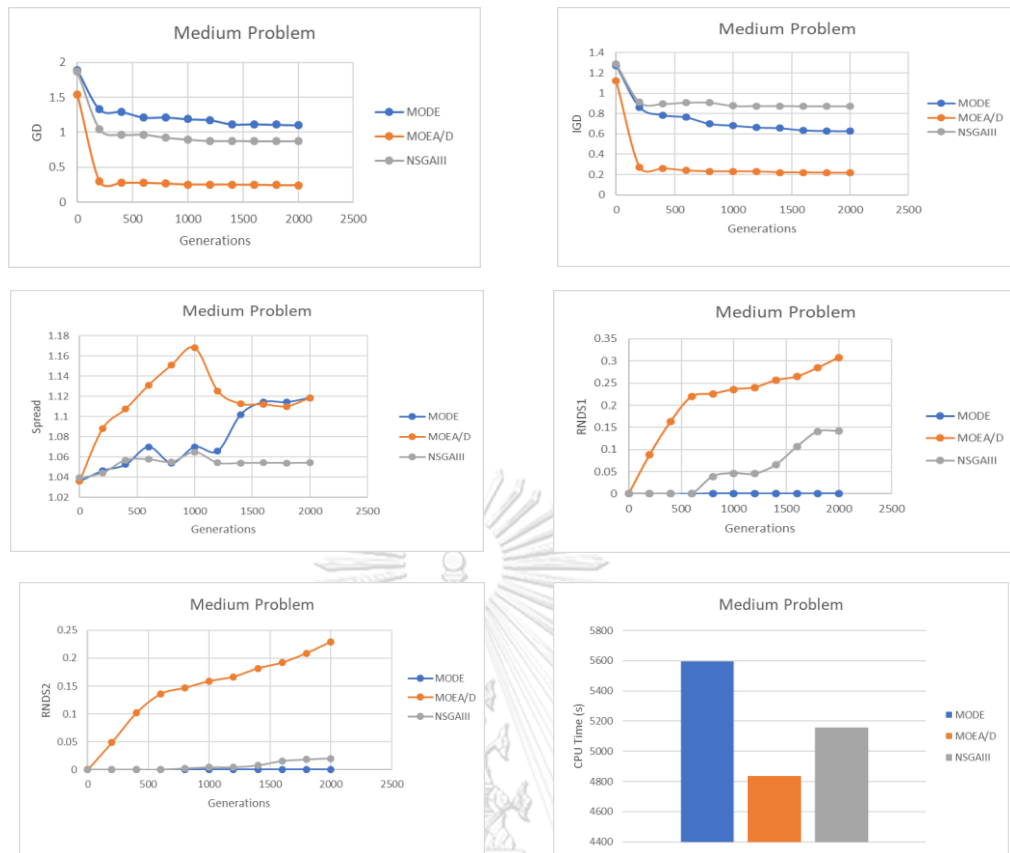 Medium Problem
GD
2
1.5
1
0.5
0
0 500 1000 1500 2000 2500
Generations
MODE
MOEA/D
NSGAIII
Medium Problem
IGD
1.4
1.2
1
0.8
0.6
0.4
0.2
0
0 500 1000 1500 2000 2500
Generations
MODE
MOEA/D
NSGAIII
Medium Problem
Spread
1.18
1.16
1.14
1.12
1.10
1.08
1.06
1.04
1.02
0 500 1000 1500 2000 2500
Generations
MODE
MOEA/D
NSGAIII
Medium Problem
RNDS1
0.35
0.3
0.25
0.2
0.15
0.1
0.05
0
0 500 1000 1500 2000 2500
Generations
MODE
MOEA/D
NSGAIII
Medium Problem
RNDS2
0.25
0.2
0.15
0.1
0.05
0
0 500 1000 1500 2000 2500
Generations
MODE
MOEA/D
NSGAIII
Medium Problem
CPU Time (s)
5800
5600
5400
5200
5000
4800
4600
4400
MODE
MOEA/D
NSGAIII